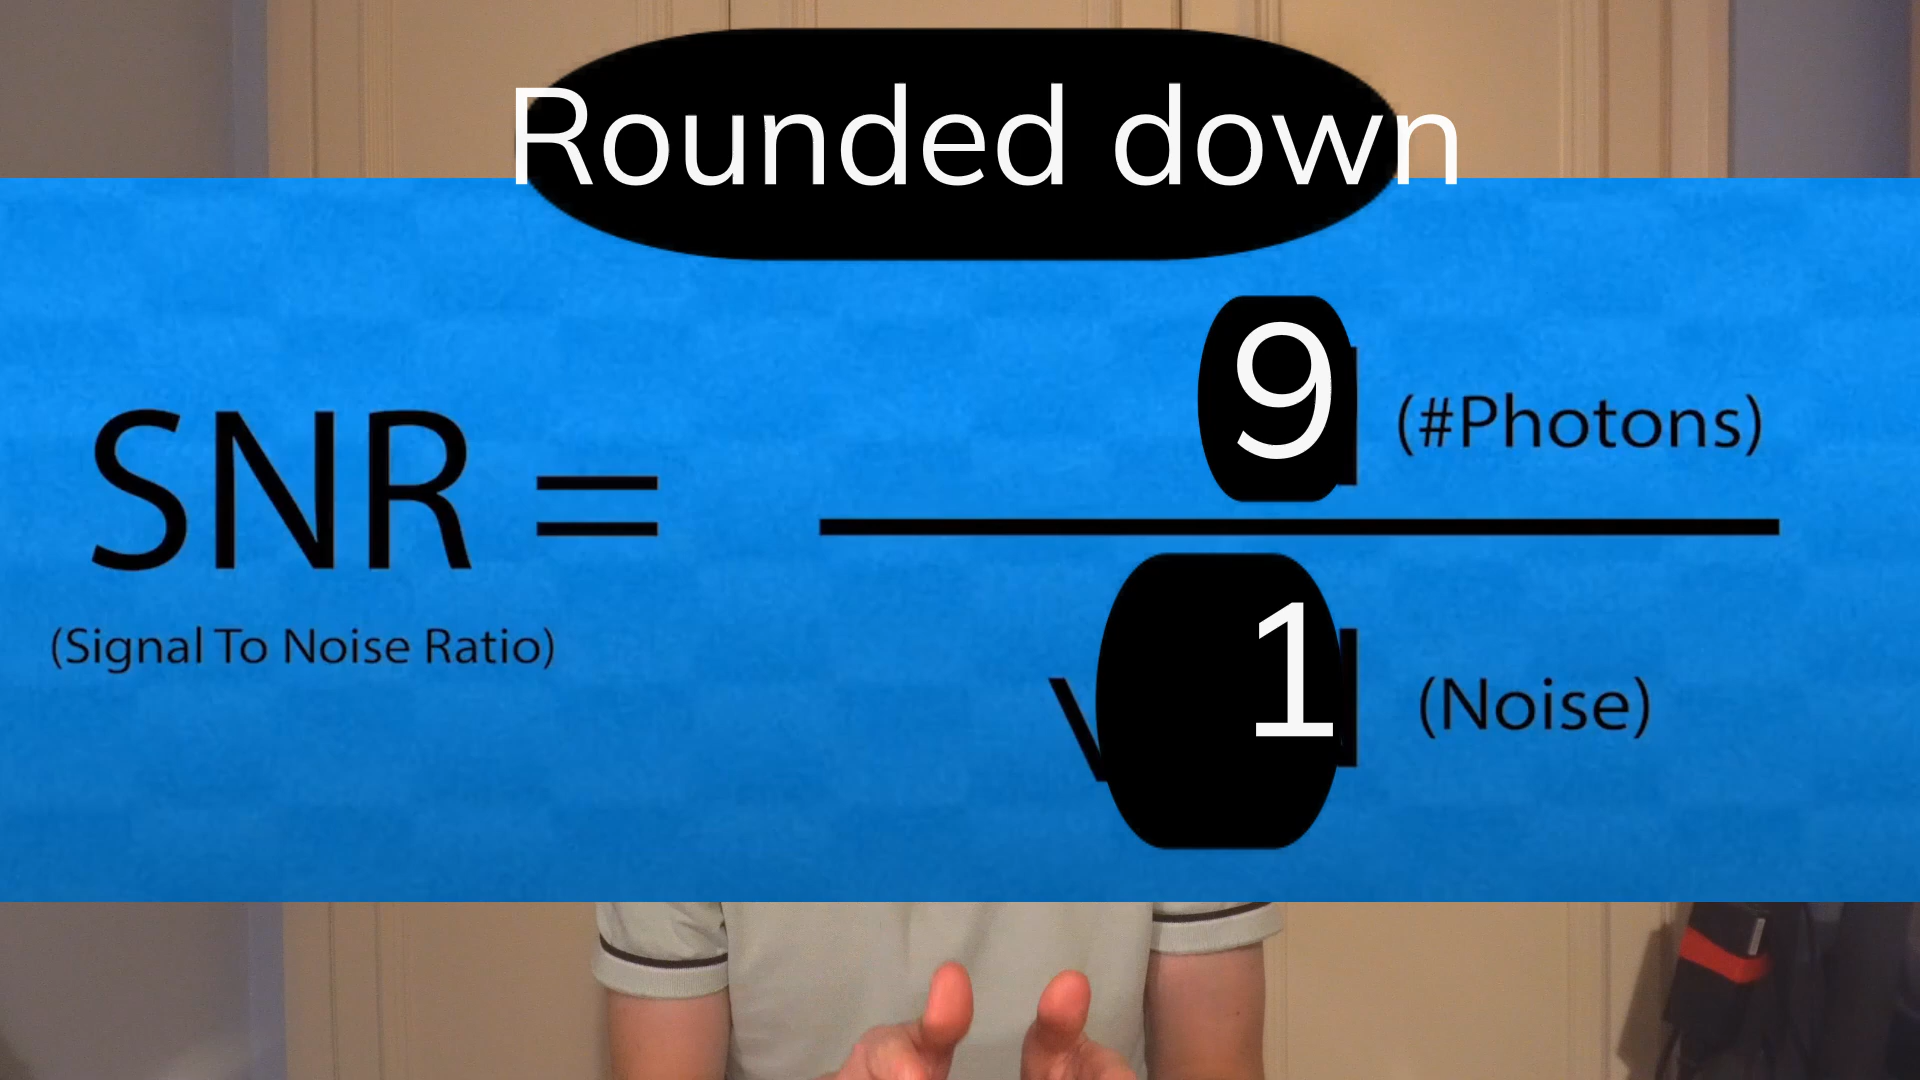 Rounded down
9 (#Photons)
SNR =
(Signal To Noise Ratio)
√ 1 (Noise)